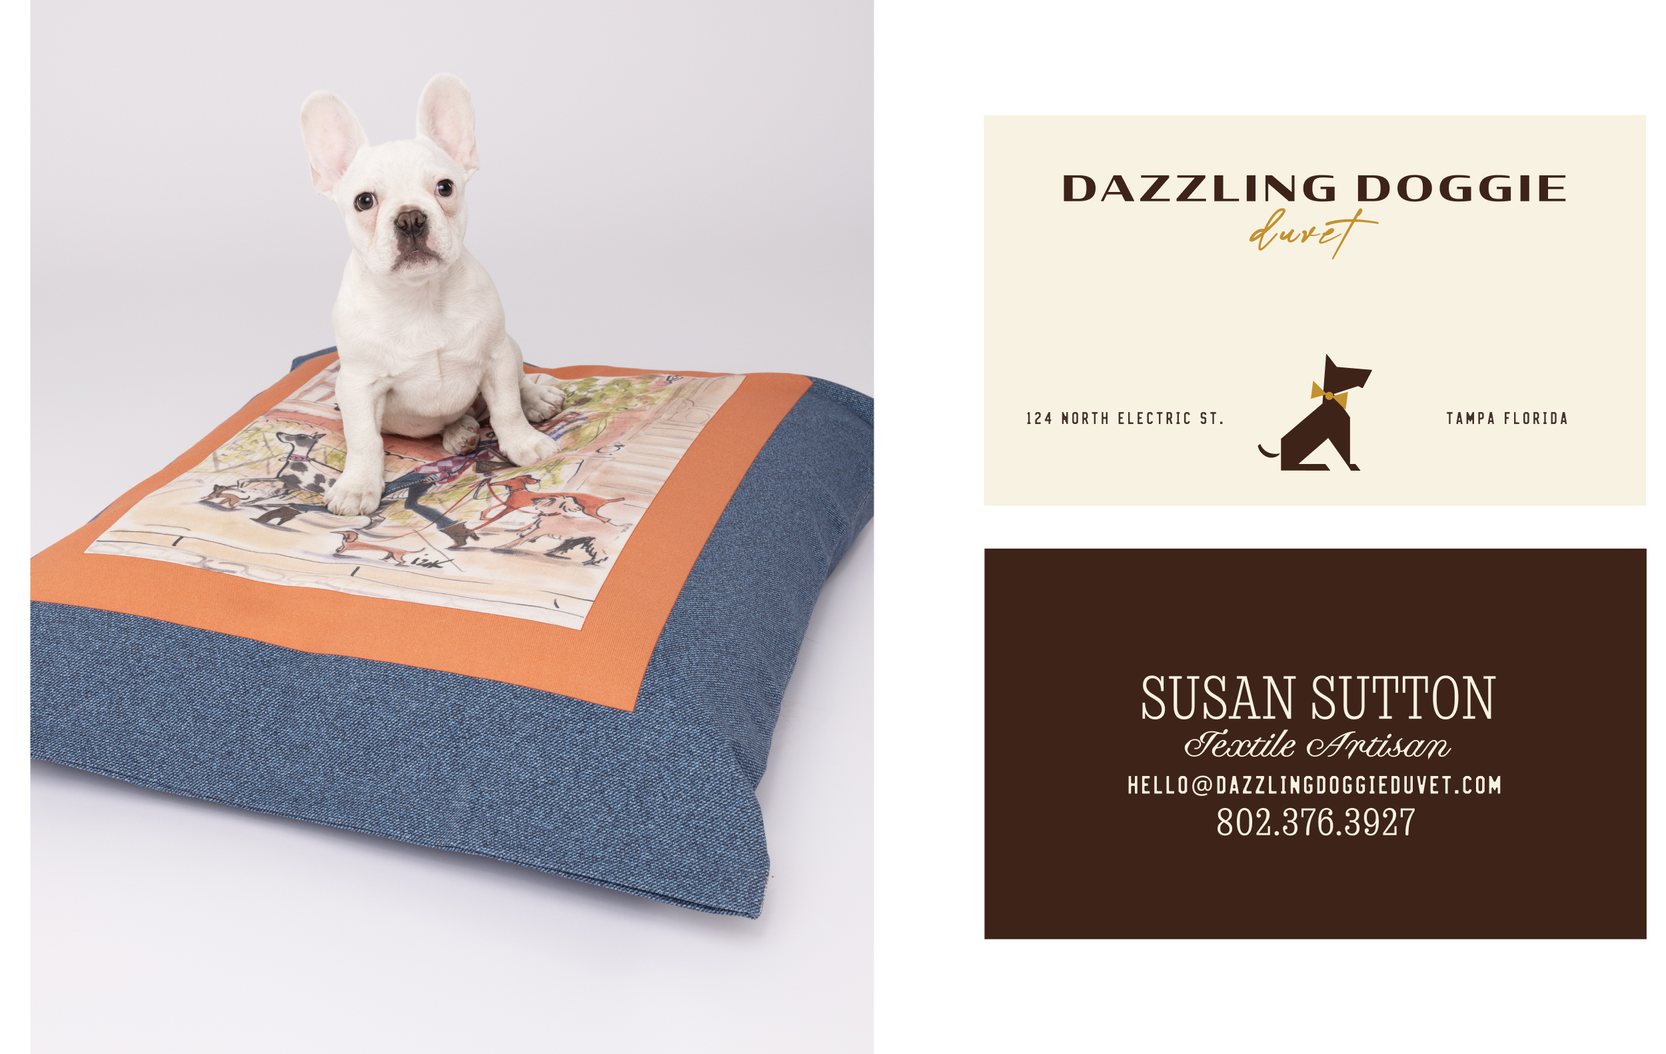 DAZZLING DOGGIE
duvet
124 NORTH ELECTRIC ST.
TAMPA FLORIDA
SUSAN SUTTON
Textile Artisan
HELLO@DAZZLINGDOGGIEDUVET.COM
802.376.3927